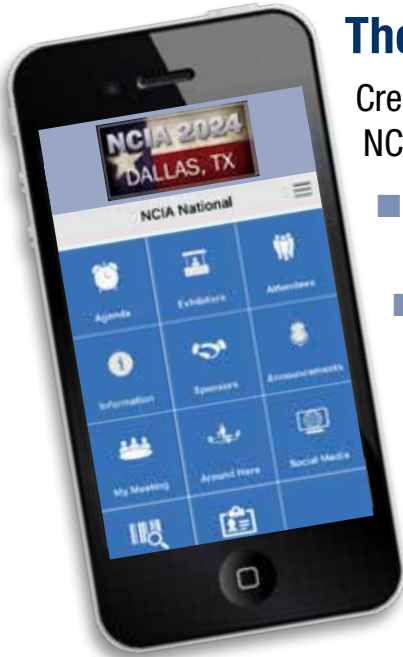 The
Cre
NC
NCIA 2024
DALLAS, TX
NCIA National
Agenda
Exhibitors
Attendees
Information
Sponsors
Announcements
My Meeting
Around Here
Social Media